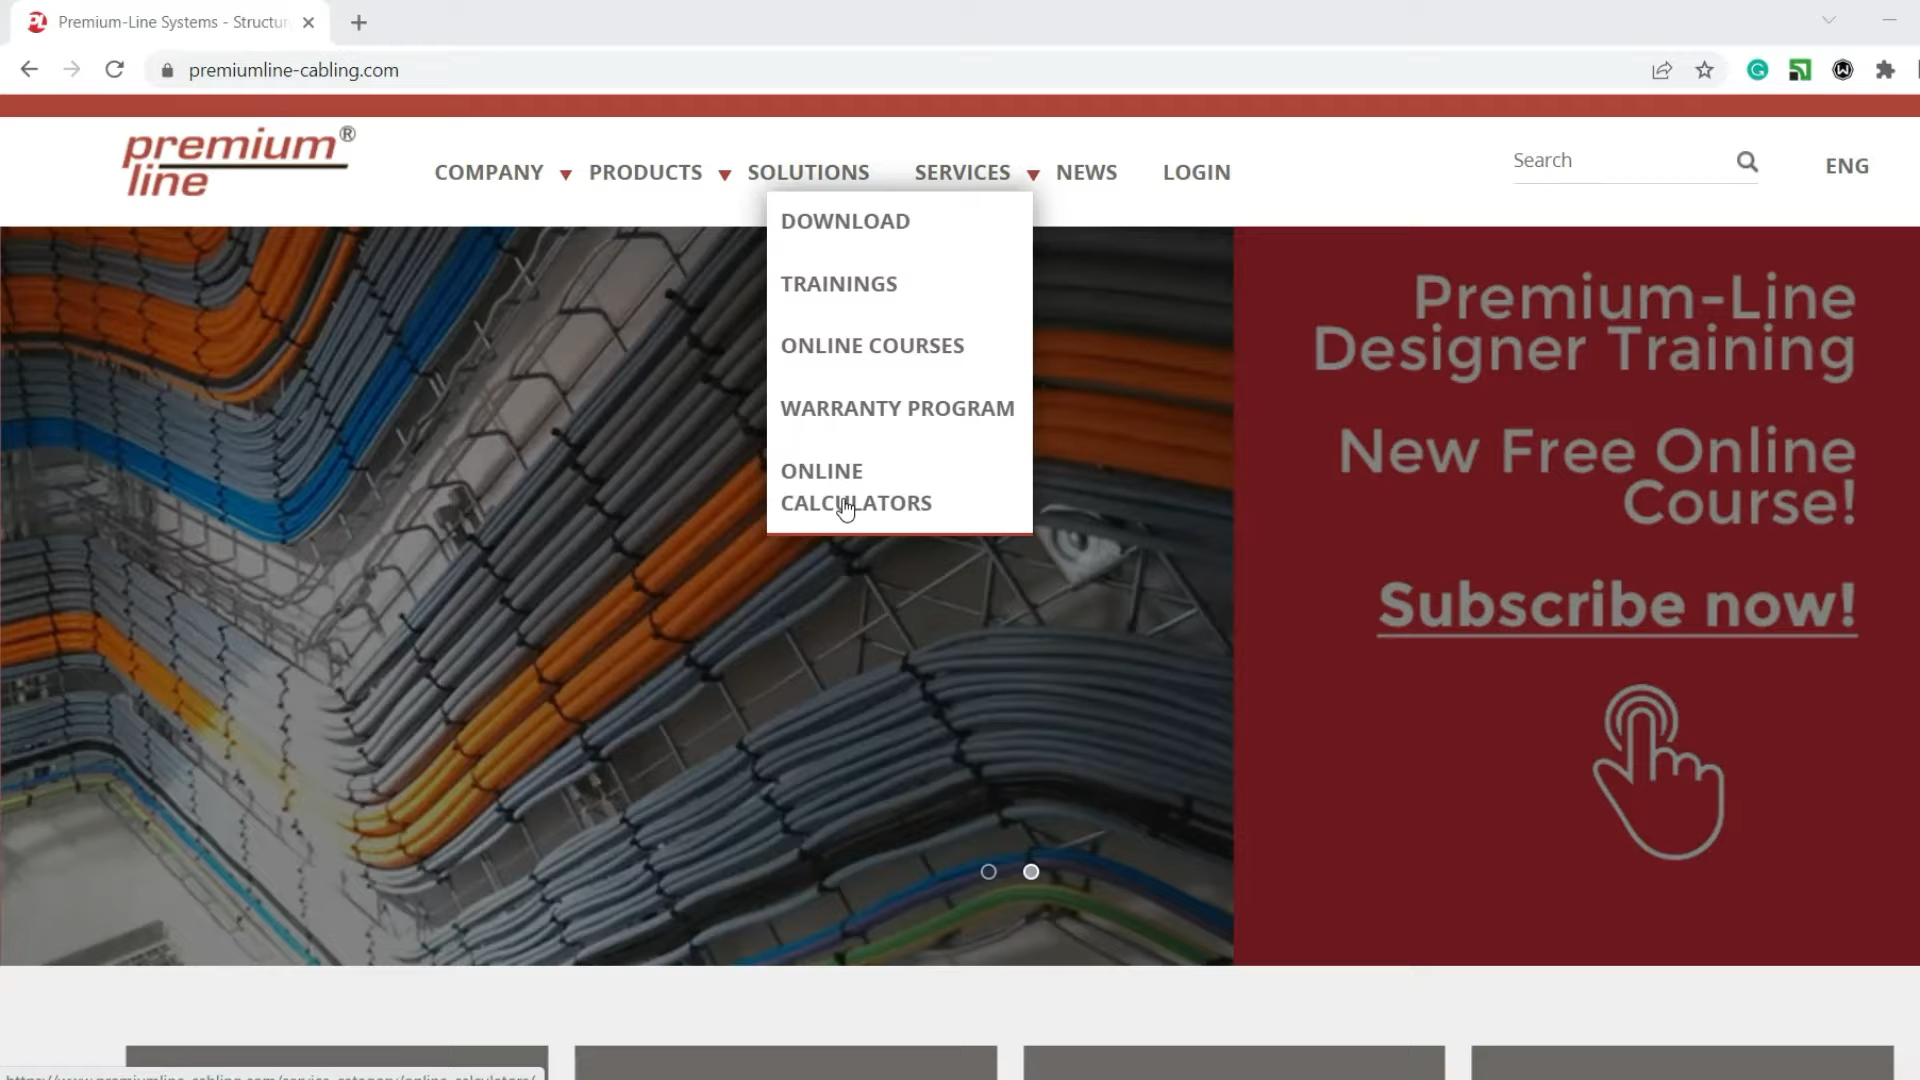 Premium-Line Systems - Structur
premiumline-cabling.com
premium®
line
COMPANY PRODUCTS SOLUTIONS SERVICES NEWS LOGIN
Search
ENG
DOWNLOAD
TRAININGS
ONLINE COURSES
WARRANTY PROGRAM
ONLINE
CALCULATORS
Premium-Line
Designer Training
New Free Online
Course!
Subscribe now!